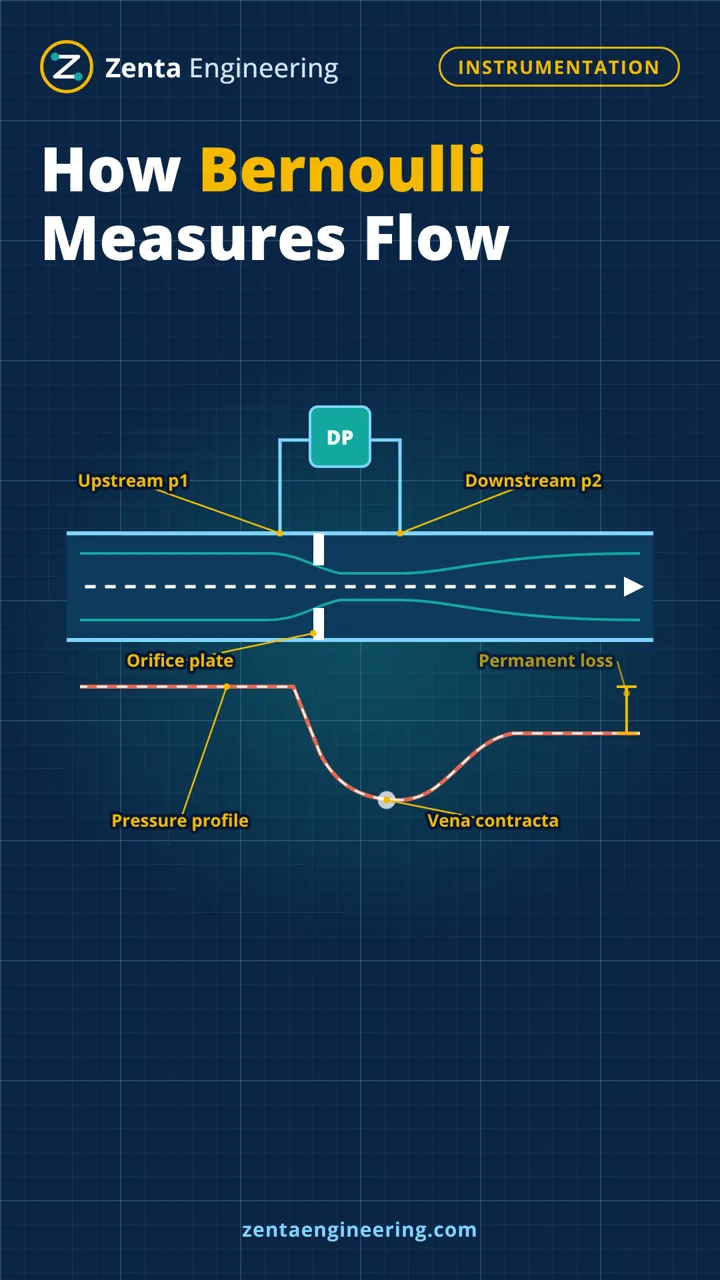 Zenta Engineering
INSTRUMENTATION
How Bernoulli
Measures Flow
DP
Upstream p1
Downstream p2
Orifice plate
Permanent loss
Pressure profile
Vena contracta
zentaengineering.com